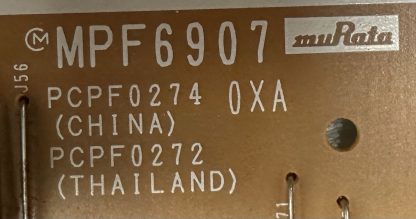 MPF6907 muRata
J56
PCPF0274 0XA
(CHINA)
PCPF0272
(THAILAND)